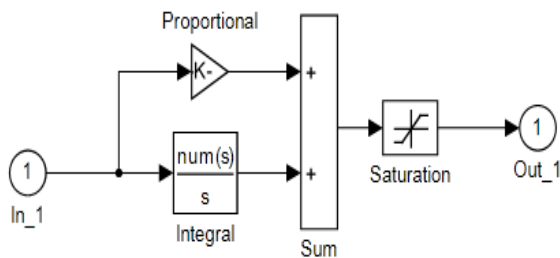 Proportional
K-
+
1
In_1
num(s)
s
Integral
+
Sum
Saturation
1
Out_1